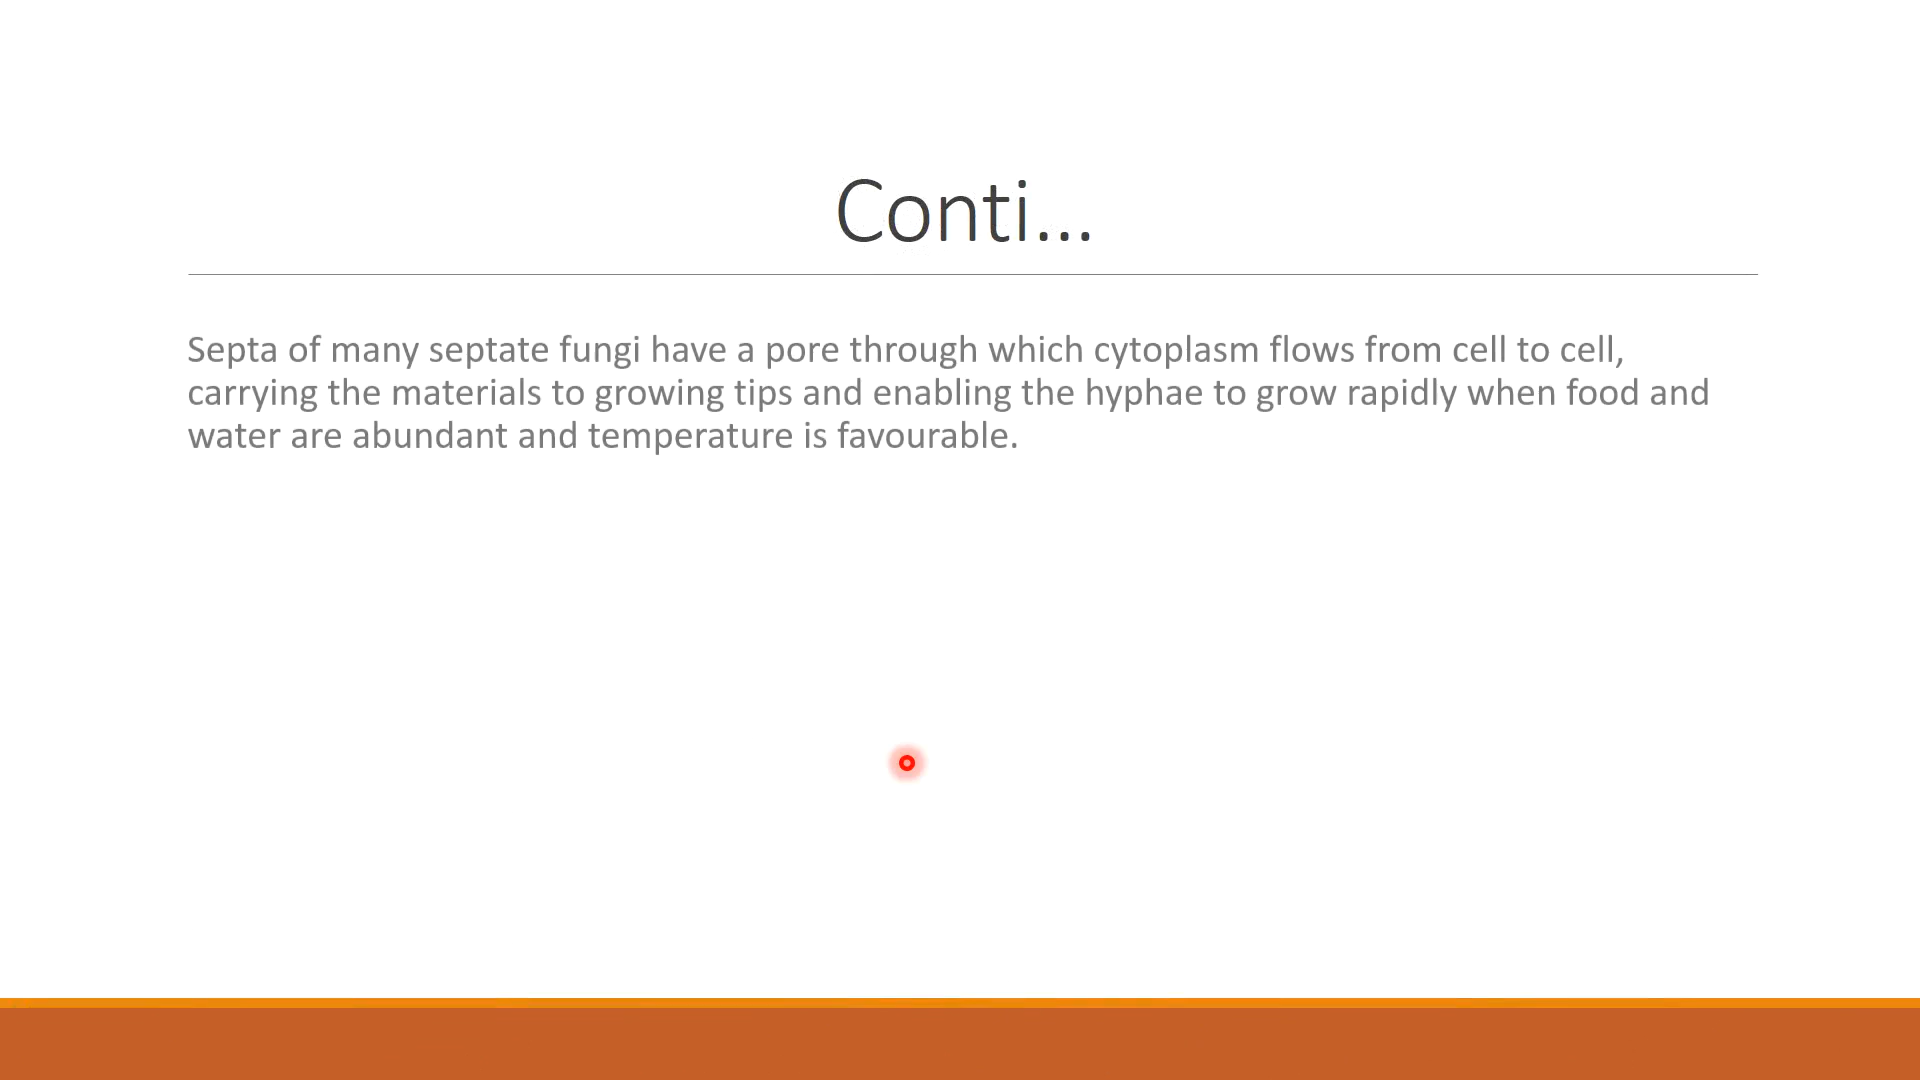 Conti...
Septa of many septate fungi have a pore through which cytoplasm flows from cell to cell,
carrying the materials to growing tips and enabling the hyphae to grow rapidly when food and
water are abundant and temperature is favourable.